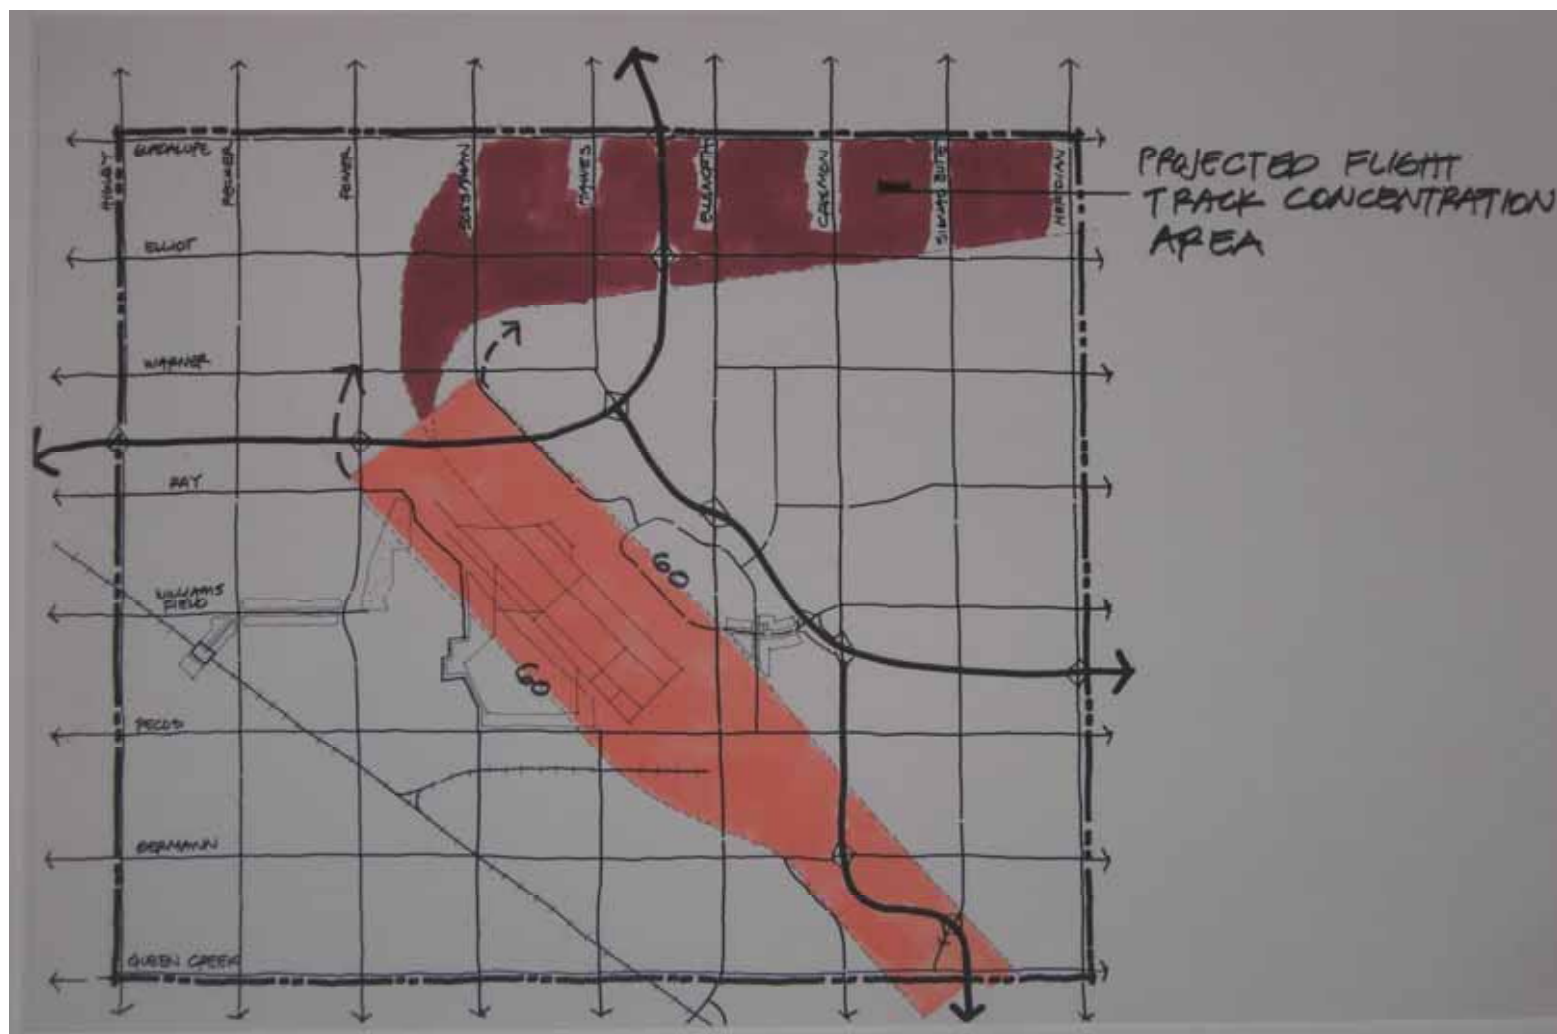 GUADALUPE
HIGLEY
RECKER
POWER
SOSSAMAN
HAWES
ELLSWORTH
CRISMON
SIGNAL BUTE
MERIDIAN
PROJECTED FLIGHT
TRACK CONCENTRATION
AREA
ELLIOT
WARNER
RAY
60
WILLIAMS
FIELD
60
PECOS
GERMANN
QUEEN CREEK